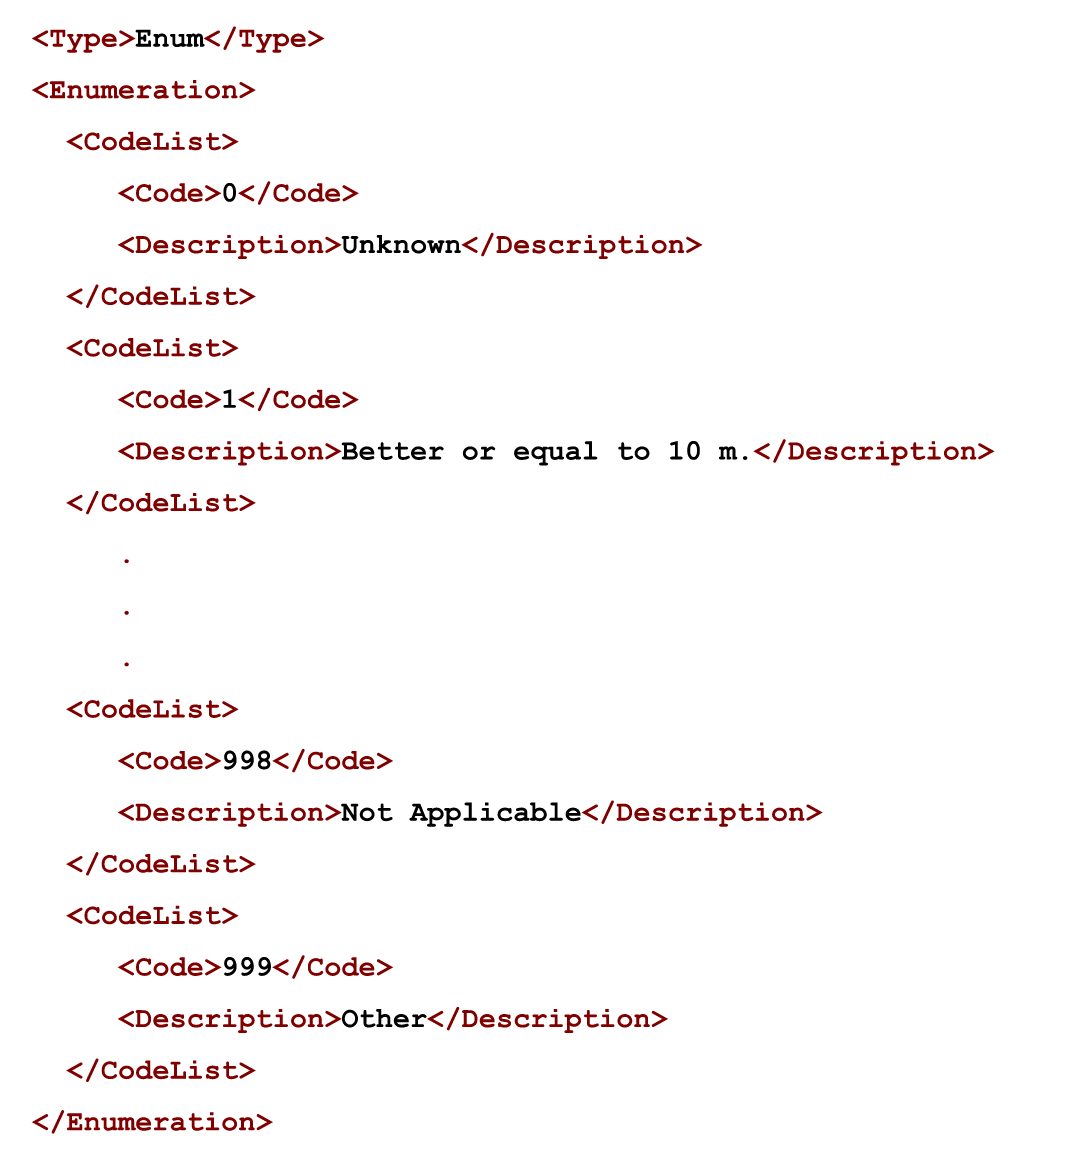 <Type>Enum</Type>
<Enumeration>
<CodeList>
<Code>0</Code>
<Description>Unknown</Description>
</CodeList>
<CodeList>
<Code>1</Code>
<Description>Better or equal to 10 m.</Description>
</CodeList>
.
.
.
<CodeList>
<Code>998</Code>
<Description>Not Applicable</Description>
</CodeList>
<CodeList>
<Code>999</Code>
<Description>Other</Description>
</CodeList>
</Enumeration>